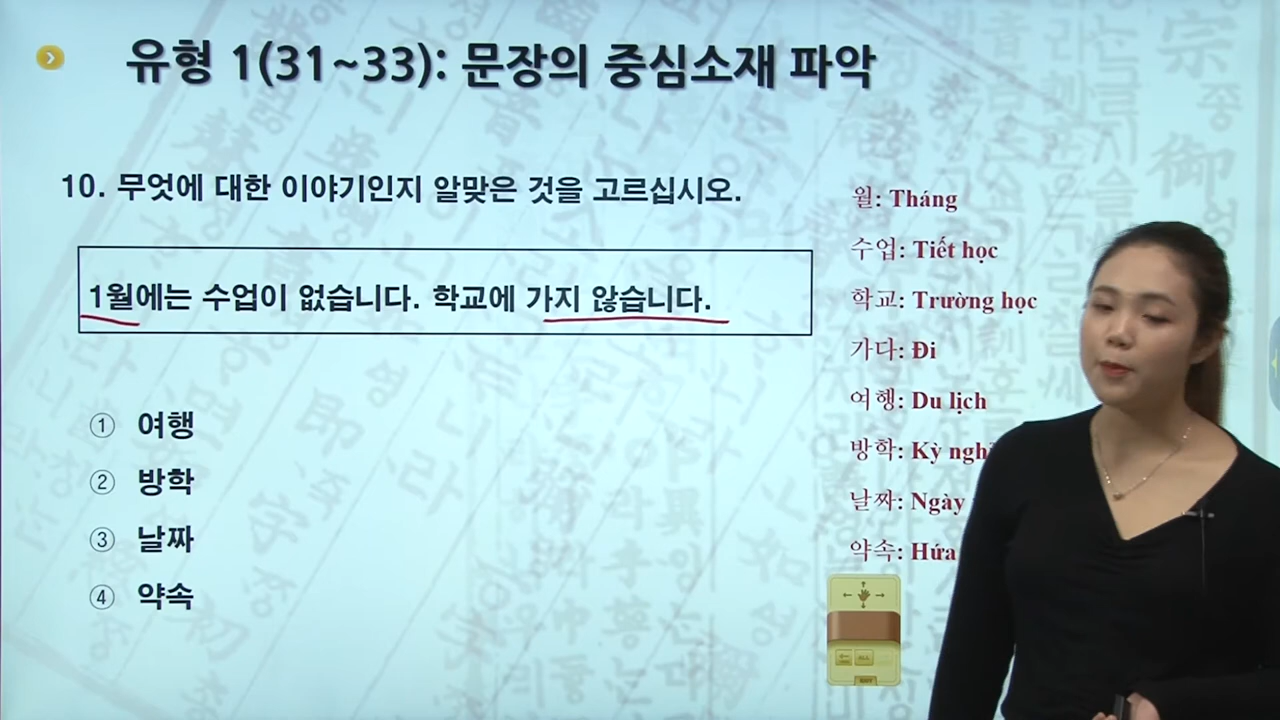 유형 1(31~33): 문장의 중심소재 파악
10. 무엇에 대한 이야기인지 알맞은 것을 고르십시오.
1월에는 수업이 없습니다. 학교에 가지 않습니다.
① 여행
② 방학
③ 날짜
④ 약속
월: Tháng
수업: Tiết học
학교: Trường học
가다: Đi
여행: Du lịch
방학: Kỳ
날짜: Ngày
약속: Hứa